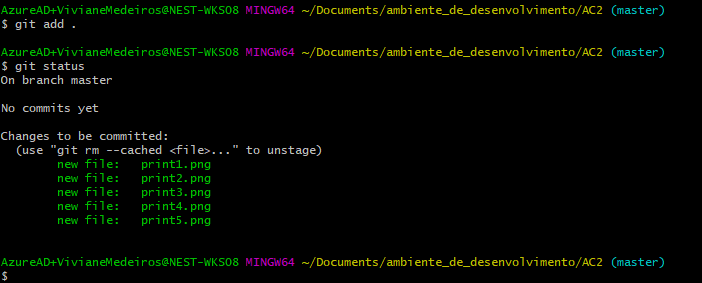 AzureAD+VivianeMedeiros@NEST-WKS08 MINGW64 ~/Documents/ambiente_de_desenvolvimento/AC2 (master)
$ git add .
AzureAD+VivianeMedeiros@NEST-WKS08 MINGW64 ~/Documents/ambiente_de_desenvolvimento/AC2 (master)
$ git status
On branch master
No commits yet
Changes to be committed:
  (use "git rm --cached <file>..." to unstage)
        new file:   print1.png
        new file:   print2.png
        new file:   print3.png
        new file:   print4.png
        new file:   print5.png
AzureAD+VivianeMedeiros@NEST-WKS08 MINGW64 ~/Documents/ambiente_de_desenvolvimento/AC2 (master)
$